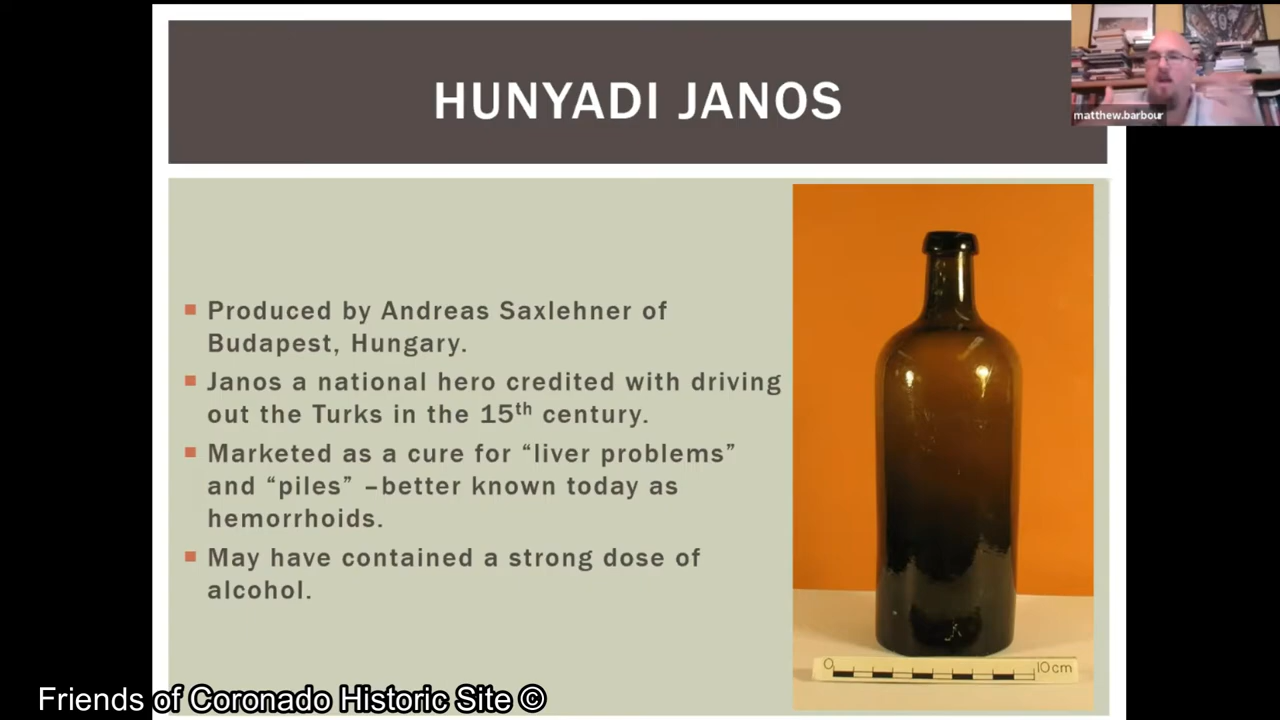 HUNYADI JANOS
matthew.barbour
Produced by Andreas Saxlehner of
Budapest, Hungary.
Janos a national hero credited with driving
out the Turks in the 15th century.
Marketed as a cure for “liver problems”
and “piles” –better known today as
hemorrhoids.
May have contained a strong dose of
alcohol.
0 10cm
Friends of Coronado Historic Site ©